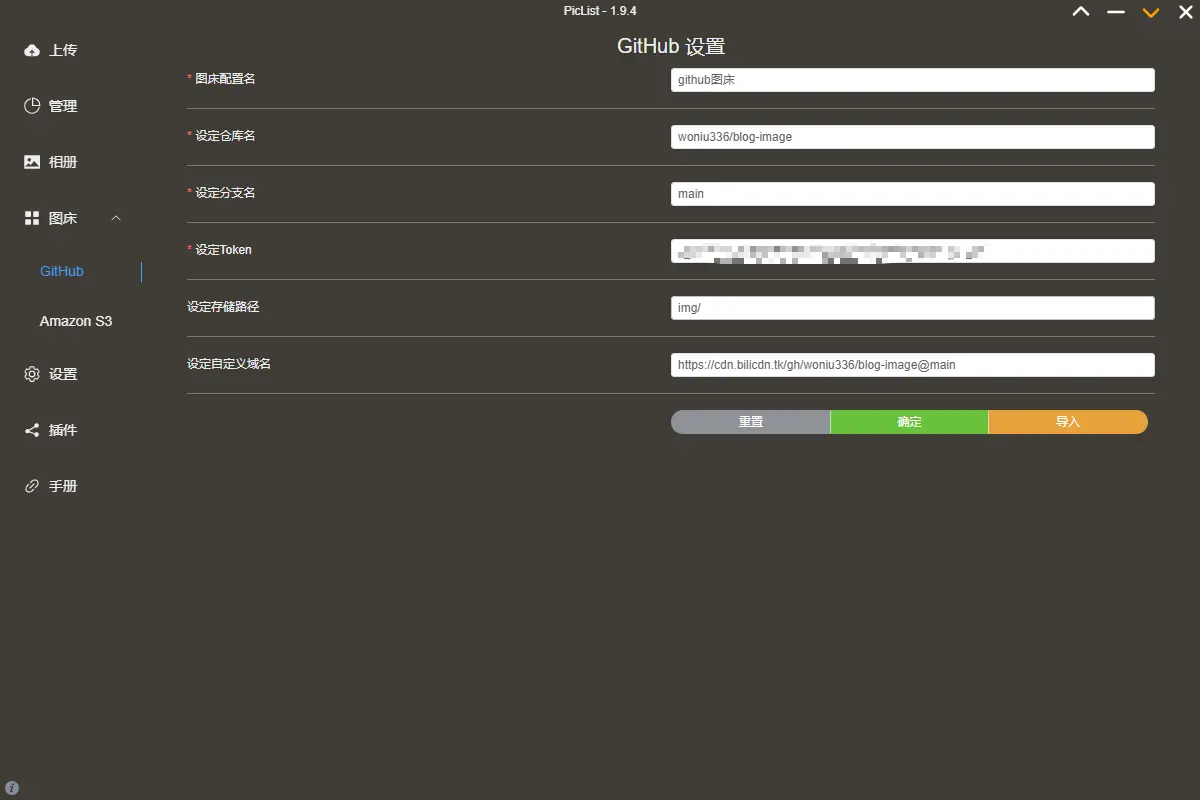 PicList - 1.9.4
上传
管理
相册
图床
GitHub
Amazon S3
设置
插件
手册
GitHub 设置
* 图床配置名
github图床
* 设定仓库名
woniu336/blog-image
* 设定分支名
main
* 设定Token
设定存储路径
img/
设定自定义域名
https://cdn.bilicdn.tk/gh/woniu336/blog-image@main
重置
确定
导入